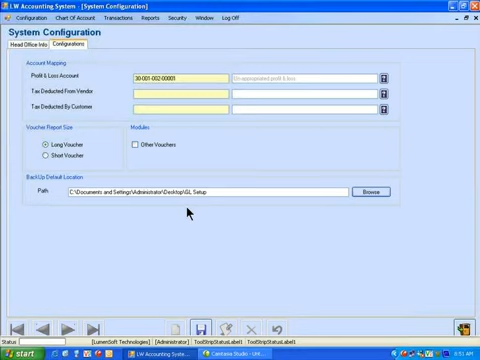 LW Accounting System - [System Configuration]
Configuration Chart Of Account Transactions Reports Security Window Log Off
System Configuration
Head Office Info Configurations
Account Mapping
Profit & Loss Account 30-001-002-00001 Un-appropriated profit & loss
Tax Deducted From Vendor
Tax Deducted By Customer
Voucher Report Size Modules
Long Voucher Other Vouchers
Short Voucher
BackUp Default Location
Path C:\Documents and Settings\Administrator\Desktop\GL Setup Browse
Status [LumenSoft Technologies] [Administrator] ToolStripStatusLabel1 ToolStripStatusLabel1
start LW Accounting Syste... Camtasia Studio - Unt... 8:51 AM